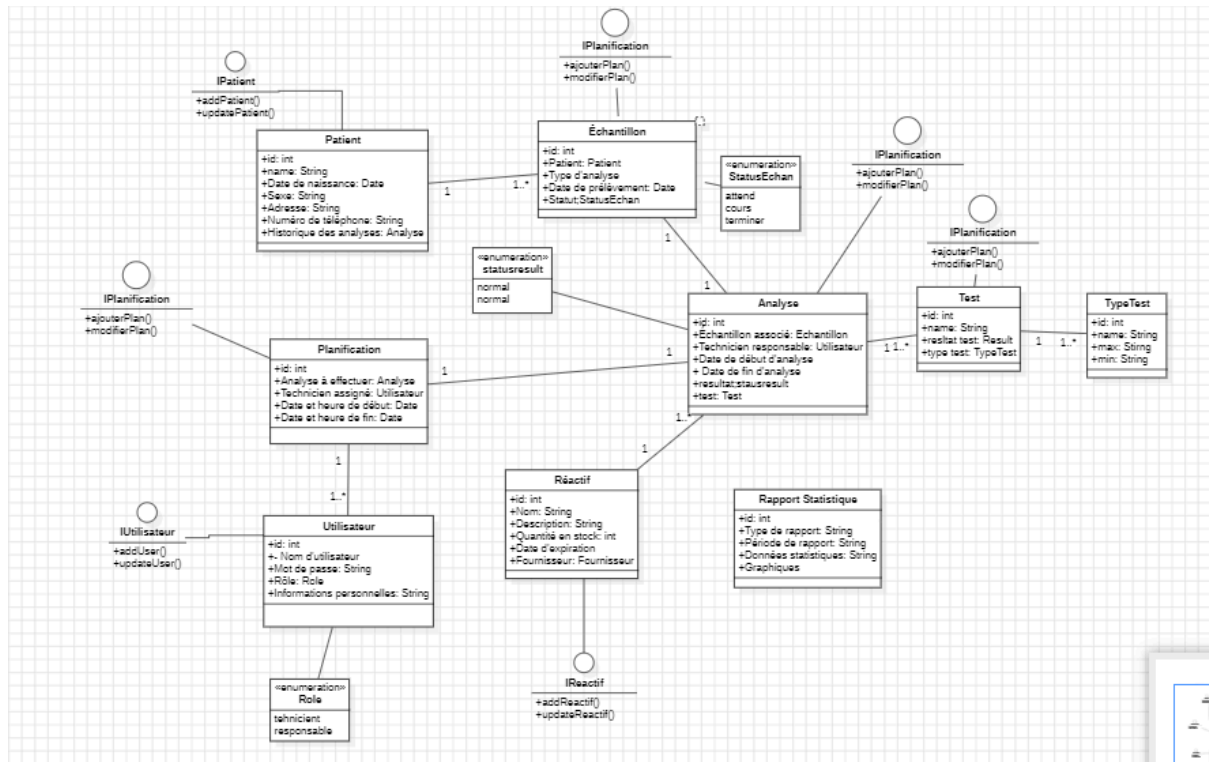 IPlanification
+ajouterPlan()
+modifierPlan()
IPatient
+addPatient()
+updatePatient()
Patient
+id: int
+name: String
+Date de naissance: Date
+Sexe: String
+Adresse: String
+Numéro de téléphone: String
+Historique des analyses: Analyse
1
1..*
Échantillon
+id: int
+Patient: Patient
+Type d'analyse
+Date de prélèvement: Date
+Statut;StatusEchan
1
1
«enumeration»
StatusEchan
attend
cours
terminer
IPlanification
+ajouterPlan()
+modifierPlan()
IPlanification
+ajouterPlan()
+modifierPlan()
«enumeration»
statusresult
normal
normal
IPlanification
+ajouterPlan()
+modifierPlan()
Analyse
+id: int
+Echantillon associé: Echantillon
+Technicien responsable: Utilisateur
+Date de début d'analyse
+ Date de fin d'analyse
+resultat;stausresult
+test: Test
1
1..*
Test
+id: int
+name: String
+resltat test: Result
+type test: TypeTest
1
1..*
TypeTest
+id: int
+name: String
+max: Stirng
+min: String
Planification
+id: int
+Analyse à effectuer: Analyse
+Technicien assigné: Utilisateur
+Date et heure de début: Date
+Date et heure de fin: Date
1
1
1..*
1
1
1..*
Réactif
+id: int
+Nom: String
+Description: String
+Quantité en stock: int
+Date d'expiration
+Fournisseur: Fournisseur
Rapport Statistique
+id: int
+Type de rapport: String
+Période de rapport: String
+Données statistiques: String
+Graphiques
IUtilisateur
+addUser()
+updateUser()
Utilisateur
+id: int
+- Nom d'utilisateur
+Mot de passe: String
+Rôle: Role
+Informations personnelles: String
«enumeration»
Role
tehnicient
responsable
IReactif
+addReactif()
+updateReactif()